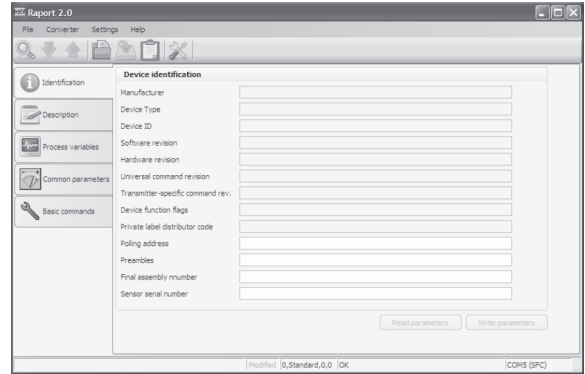 Raport 2.0
File Converter Settings Help
Identification
Description
Process variables
Common parameters
Basic commands
Device identification
Manufacturer
Device Type
Device ID
Software revision
Hardware revision
Universal command revision
Transmitter-specific command rev.
Device function flags
Private label distributor code
Polling address
Preambles
Final assembly nnumber
Sensor serial number
Read parameters Write parameters
Modified 0,Standard,0,0 OK COM5 (SFC)